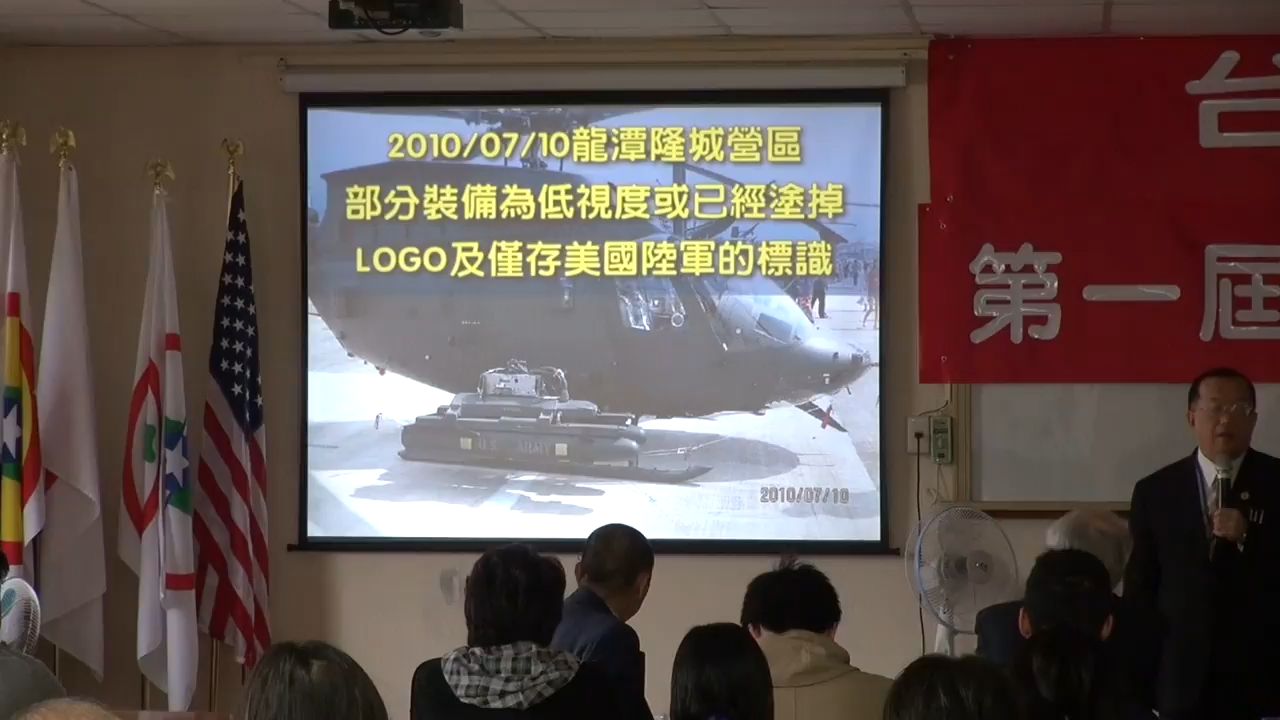 2010/07/10龍潭隆城營區
部分裝備為低視度或已經塗掉
LOGO及僅存美國陸軍的標識
U.S. ARMY
2010/07/10
台
第一屆